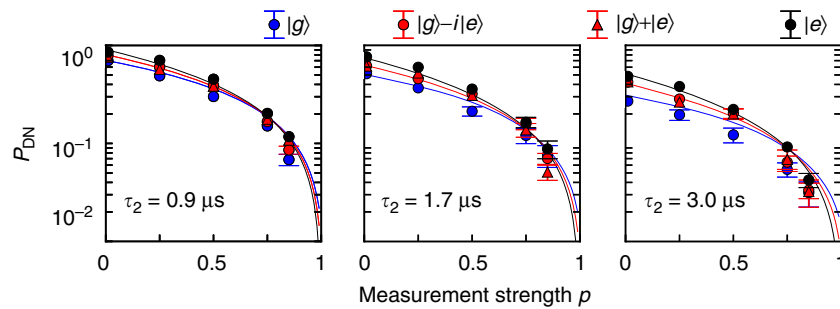 |g⟩ |g⟩−i|e⟩ |g⟩+|e⟩ |e⟩
10⁰
10⁻¹
10⁻²
P_DN
τ₂ = 0.9 μs τ₂ = 1.7 μs τ₂ = 3.0 μs
0 0.5 1 0 0.5 1 0 0.5 1
Measurement strength p